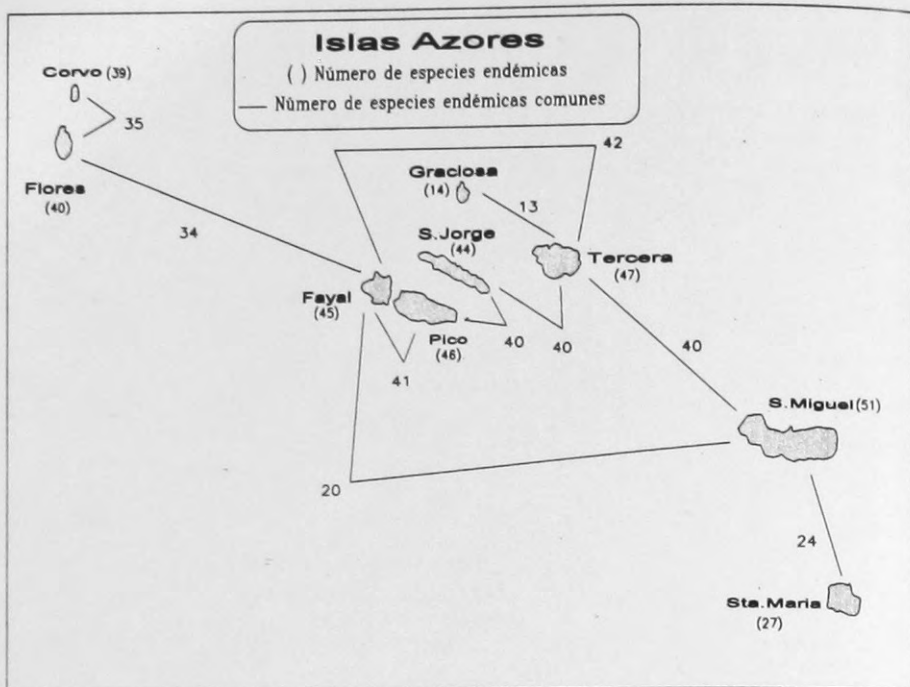 Islas Azores
( ) Número de especies endémicas
Número de especies endémicas comunes
Corvo (39)
35
Flores
(40)
34
42
Graciosa
(14)
13
S.Jorge
(44)
Tercera
(47)
Fayal
(45)
Pico
(46)
40
40
41
40
S.Miguel (51)
20
24
Sta.Maria
(27)